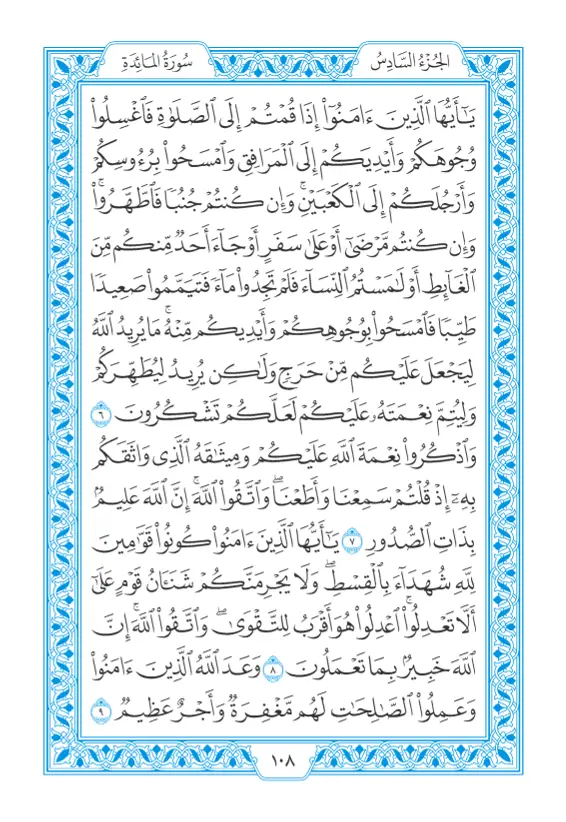 الجُزْءُ السَّادِسُ
سُورَةُ المَائِدَةِ
يَٰٓأَيُّهَا ٱلَّذِينَ ءَامَنُوٓا۟ إِذَا قُمْتُمْ إِلَى ٱلصَّلَوٰةِ فَٱغْسِلُوا۟
وُجُوهَكُمْ وَأَيْدِيَكُمْ إِلَى ٱلْمَرَافِقِ وَٱمْسَحُوا۟ بِرُءُوسِكُمْ
وَأَرْجُلَكُمْ إِلَى ٱلْكَعْبَيْنِۚ وَإِن كُنتُمْ جُنُبًا فَٱطَّهَّرُوا۟ۚ
وَإِن كُنتُم مَّرْضَىٰٓ أَوْ عَلَىٰ سَفَرٍ أَوْ جَآءَ أَحَدٌ مِّنكُم مِّنَ
ٱلْغَآئِطِ أَوْ لَٰمَسْتُمُ ٱلنِّسَآءَ فَلَمْ تَجِدُوا۟ مَآءً فَتَيَمَّمُوا۟ صَعِيدًا
طَيِّبًا فَٱمْسَحُوا۟ بِوُجُوهِكُمْ وَأَيْدِيكُم مِّنْهُۚ مَا يُرِيدُ ٱللَّهُ
لِيَجْعَلَ عَلَيْكُم مِّنْ حَرَجٍ وَلَٰكِن يُرِيدُ لِيُطَهِّرَكُمْ
وَلِيُتِمَّ نِعْمَتَهُۥ عَلَيْكُمْ لَعَلَّكُمْ تَشْكُرُونَ ٦
وَٱذْكُرُوا۟ نِعْمَةَ ٱللَّهِ عَلَيْكُمْ وَمِيثَٰقَهُ ٱلَّذِى وَاثَقَكُم
بِهِۦٓ إِذْ قُلْتُمْ سَمِعْنَا وَأَطَعْنَاۖ وَٱتَّقُوا۟ ٱللَّهَۚ إِنَّ ٱللَّهَ عَلِيمٌۢ
بِذَاتِ ٱلصُّدُورِ ٧ يَٰٓأَيُّهَا ٱلَّذِينَ ءَامَنُوا۟ كُونُوا۟ قَوَّٰمِينَ
لِلَّهِ شُهَدَآءَ بِٱلْقِسْطِۖ وَلَا يَجْرِمَنَّكُمْ شَنَـَٔانُ قَوْمٍ عَلَىٰٓ
أَلَّا تَعْدِلُوا۟ۚ ٱعْدِلُوا۟ هُوَ أَقْرَبُ لِلتَّقْوَىٰۖ وَٱتَّقُوا۟ ٱللَّهَۚ إِنَّ
ٱللَّهَ خَبِيرٌۢ بِمَا تَعْمَلُونَ ٨ وَعَدَ ٱللَّهُ ٱلَّذِينَ ءَامَنُوا۟
وَعَمِلُوا۟ ٱلصَّٰلِحَٰتِ لَهُم مَّغْفِرَةٌ وَأَجْرٌ عَظِيمٌ ٩
١٠٨